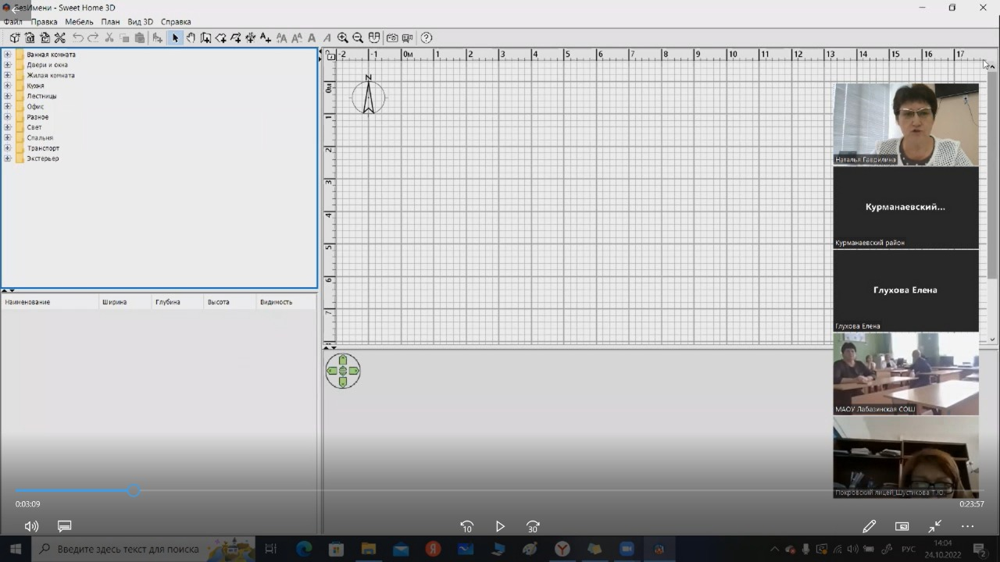 БезИмени - Sweet Home 3D
Файл Правка Мебель План Вид 3D Справка
Ванная комната
Двери и окна
Жилая комната
Кухня
Лестницы
Офис
Разное
Свет
Спальня
Транспорт
Экстерьер
-2 -1 0м 1 2 3 4 5 6 7 8 9 10 11 12 13 14 15 16 17
N
0м
1
2
3
4
5
6
7
Наименование Ширина Глубина Высота Видимость
Наталья Гаврилина
Курманаевский...
Курманаевский район
Глухова Елена
Глухова Елена
МАОУ Лабазинская СОШ
Покровский лицей_Шустикова Т.Ю.
0:03:09 0:23:57
10 30
Введите здесь текст для поиска
РУС
14:04
24.10.2022
2